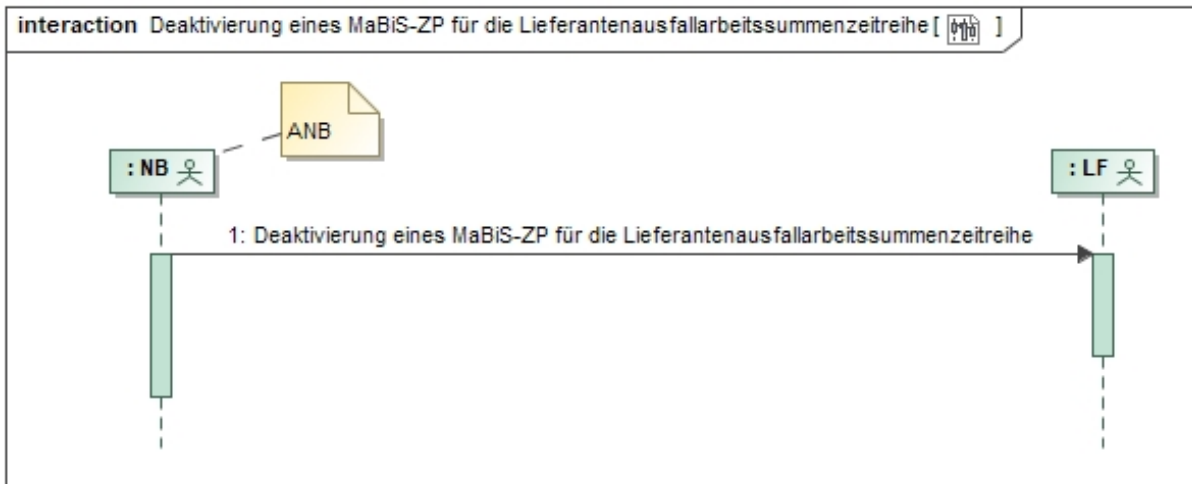 interaction Deaktivierung eines MaBiS-ZP für die Lieferantenausfallarbeitssummenzeitreihe [ ]
ANB
: NB
: LF
1: Deaktivierung eines MaBiS-ZP für die Lieferantenausfallarbeitssummenzeitreihe